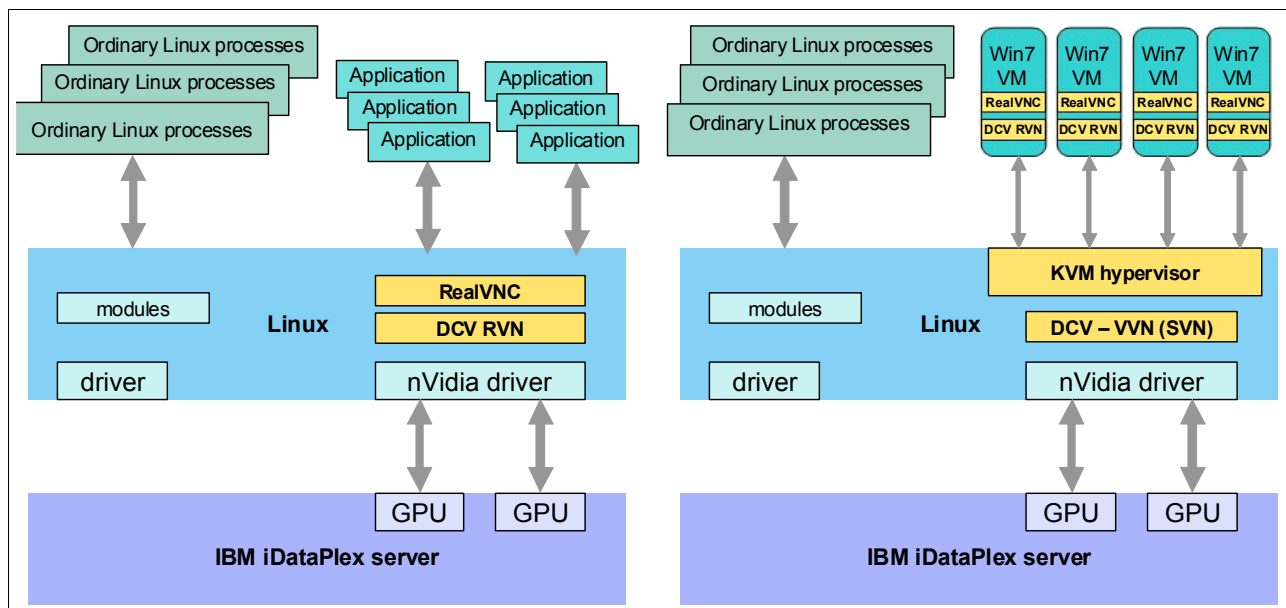 Ordinary Linux processes
Ordinary Linux processes
Ordinary Linux processes
Application
Application
Application
Application
Application
Application
RealVNC
DCV RVN
modules
Linux
driver
nVidia driver
GPU
GPU
IBM iDataPlex server
Ordinary Linux processes
Ordinary Linux processes
Ordinary Linux processes
Win7
VM
RealVNC
DCV RVN
Win7
VM
RealVNC
DCV RVN
Win7
VM
RealVNC
DCV RVN
Win7
VM
RealVNC
DCV RVN
KVM hypervisor
modules
Linux
DCV – VVN (SVN)
driver
nVidia driver
GPU
GPU
IBM iDataPlex server